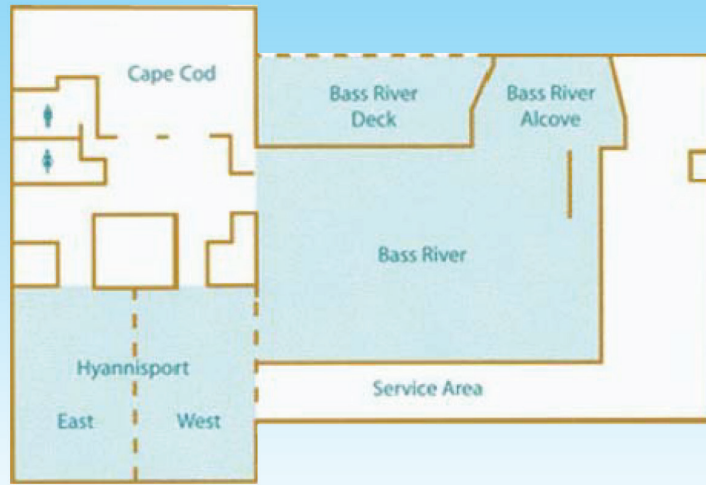 Cape Cod
Bass River
Deck
Bass River
Alcove
Bass River
Hyannisport
East
West
Service Area